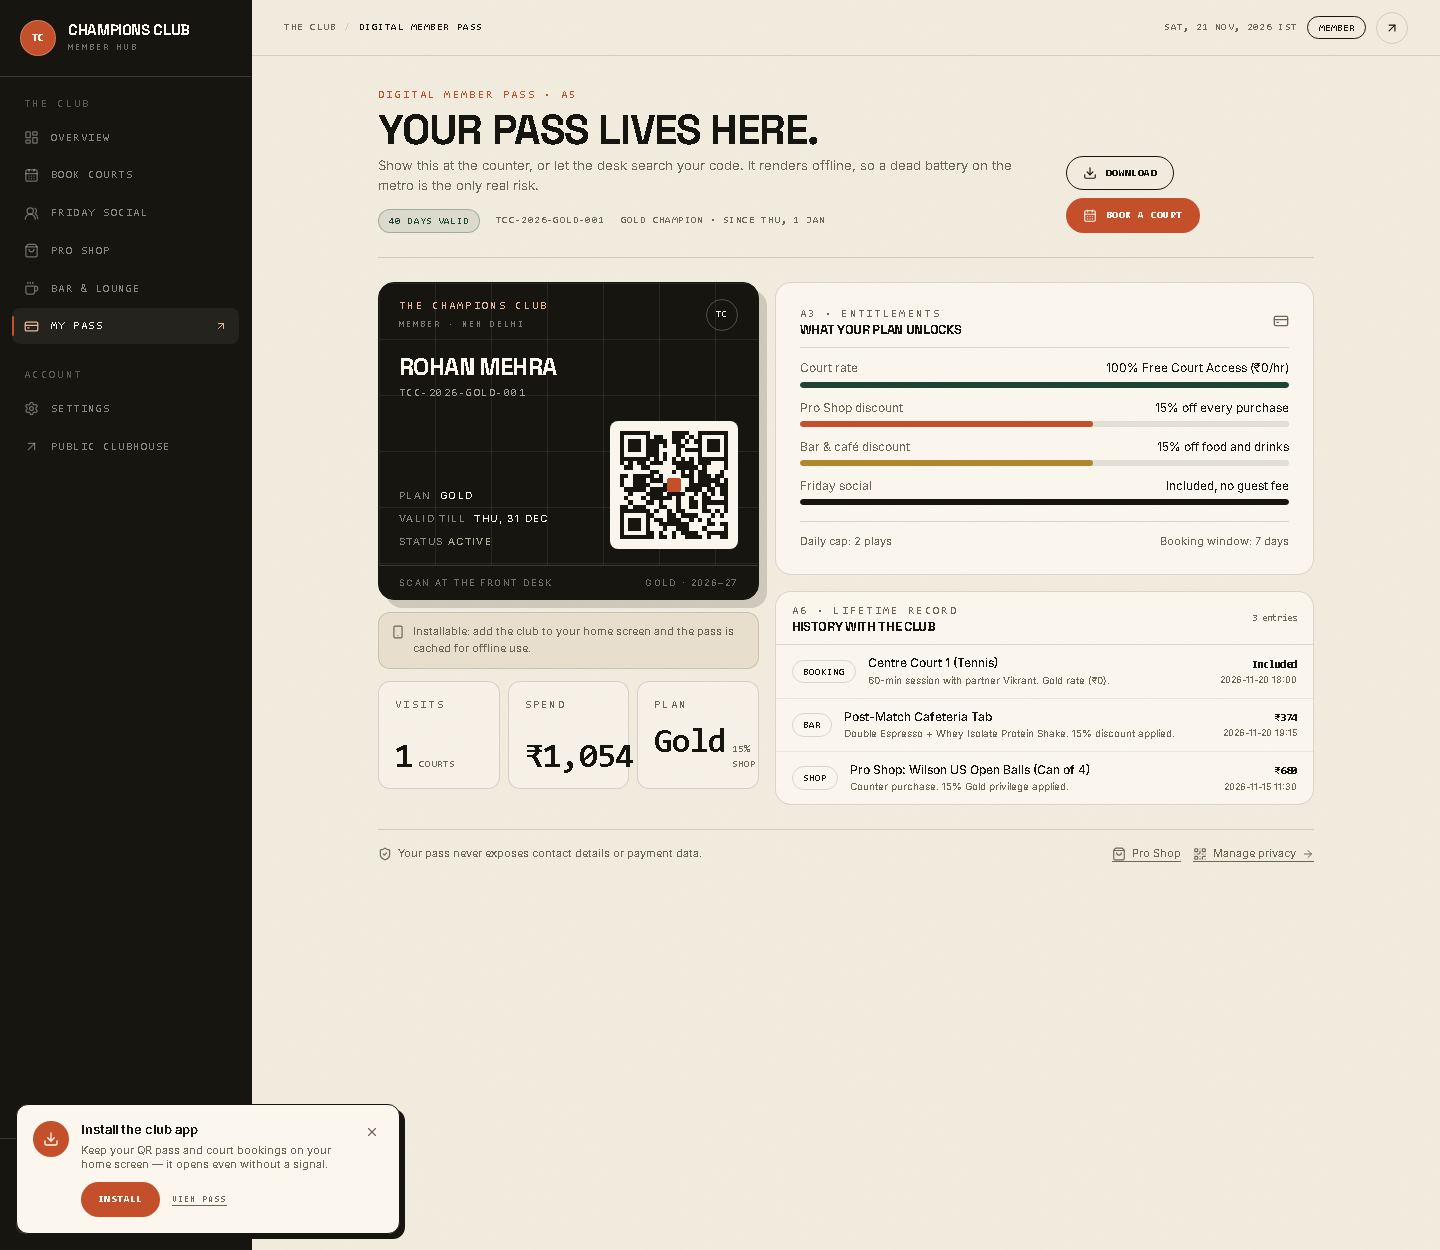 TC
CHAMPIONS CLUB
MEMBER HUB
THE CLUB
OVERVIEW
BOOK COURTS
FRIDAY SOCIAL
PRO SHOP
BAR & LOUNGE
MY PASS
ACCOUNT
SETTINGS
PUBLIC CLUBHOUSE
THE CLUB / DIGITAL MEMBER PASS
SAT, 21 NOV, 2026 IST
MEMBER
DIGITAL MEMBER PASS · A5
YOUR PASS LIVES HERE.
Show this at the counter, or let the desk search your code. It renders offline, so a dead battery on the
metro is the only real risk.
40 DAYS VALID
TCC-2026-GOLD-001
GOLD CHAMPION · SINCE THU, 1 JAN
DOWNLOAD
BOOK A COURT
THE CHAMPIONS CLUB
MEMBER · NEW DELHI
TC
ROHAN MEHRA
TCC-2026-GOLD-001
PLAN GOLD
VALID TILL THU, 31 DEC
STATUS ACTIVE
SCAN AT THE FRONT DESK
GOLD · 2026–27
Installable: add the club to your home screen and the pass is
cached for offline use.
VISITS
1 COURTS
SPEND
₹1,054
PLAN
Gold 15%
SHOP
A3 · ENTITLEMENTS
WHAT YOUR PLAN UNLOCKS
Court rate
100% Free Court Access (₹0/hr)
Pro Shop discount
15% off every purchase
Bar & café discount
15% off food and drinks
Friday social
Included, no guest fee
Daily cap: 2 plays
Booking window: 7 days
A6 · LIFETIME RECORD
HISTORY WITH THE CLUB
3 entries
BOOKING
Centre Court 1 (Tennis)
60-min session with partner Vikrant. Gold rate (₹0).
Included
2026-11-20 18:00
BAR
Post-Match Cafeteria Tab
Double Espresso + Whey Isolate Protein Shake. 15% discount applied.
₹374
2026-11-20 19:15
SHOP
Pro Shop: Wilson US Open Balls (Can of 4)
Counter purchase. 15% Gold privilege applied.
₹680
2026-11-15 11:30
Your pass never exposes contact details or payment data.
Pro Shop
Manage privacy
Install the club app
Keep your QR pass and court bookings on your
home screen — it opens even without a signal.
INSTALL
VIEW PASS